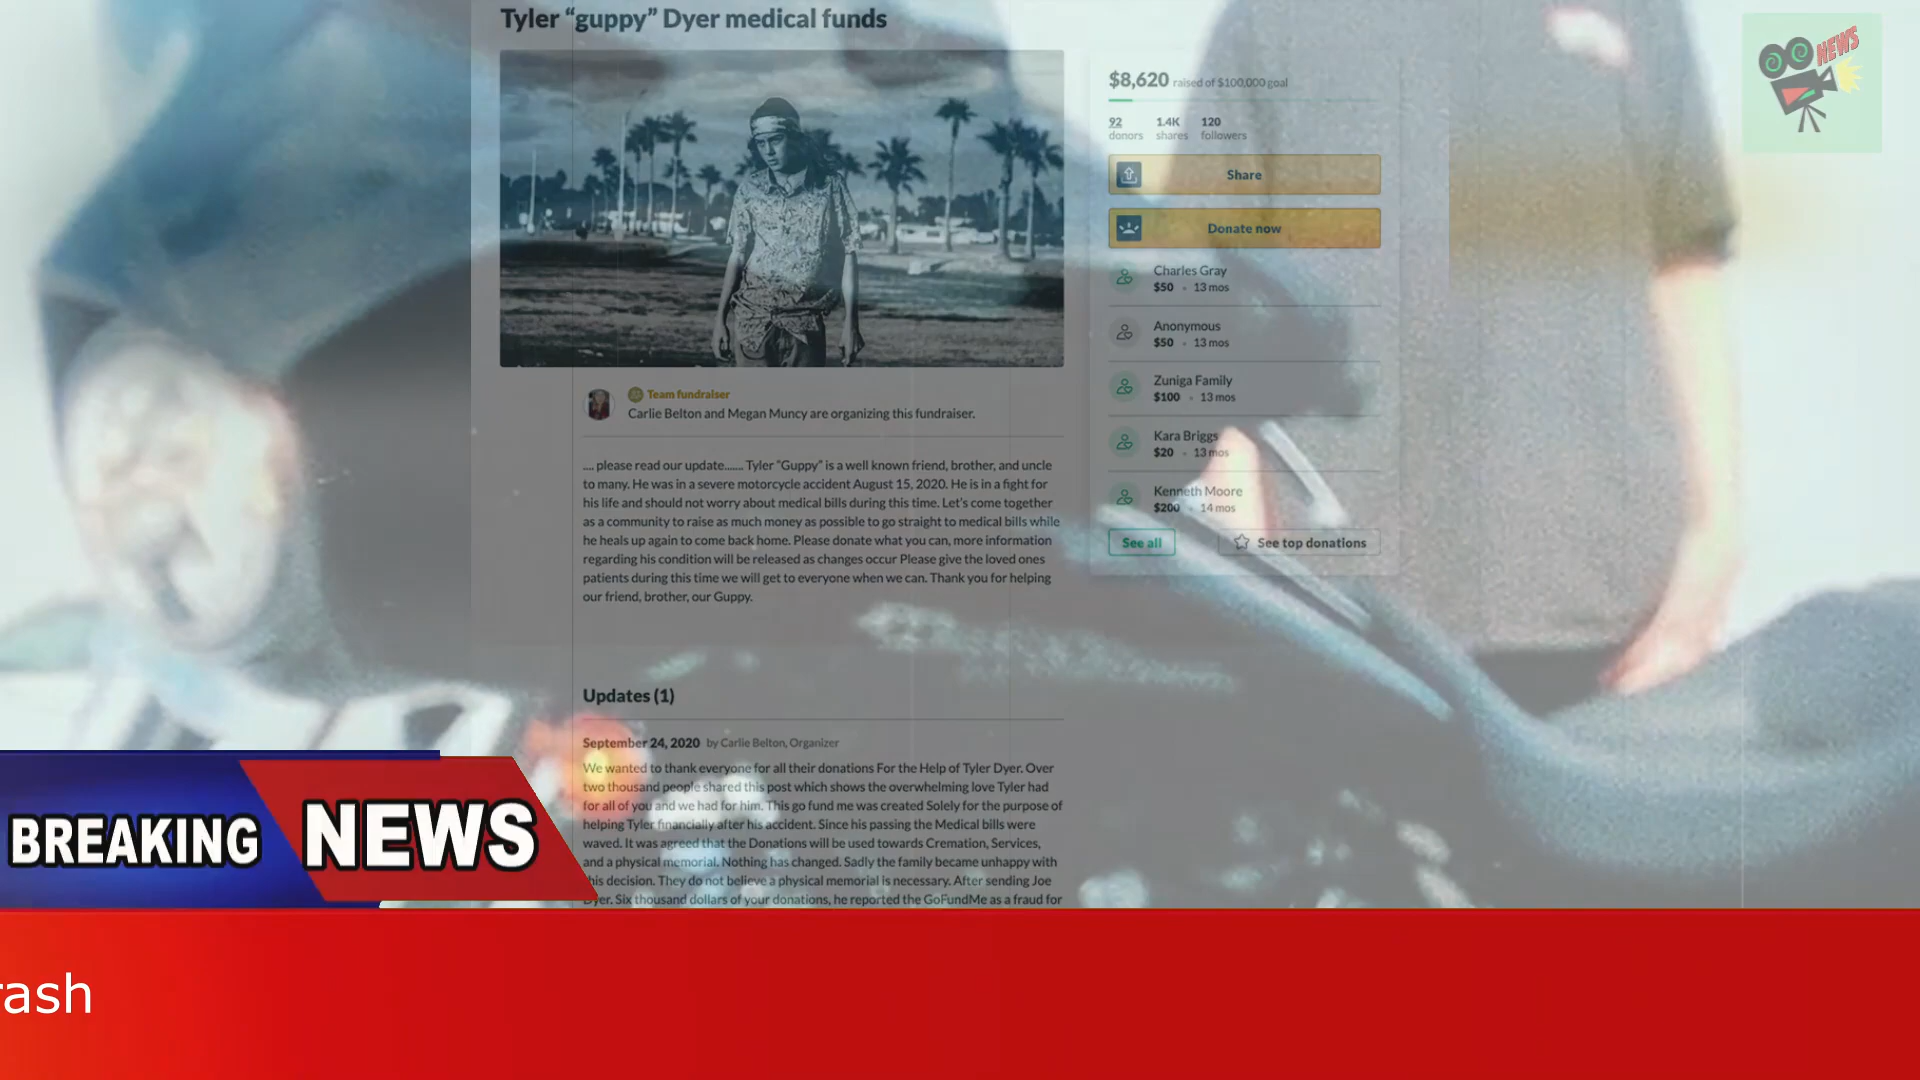 Tyler “guppy” Dyer medical funds
NEWS
$8,620 raised of $100,000 goal
92 donors
1.4K shares
120 followers
Share
Donate now
Charles Gray
$50 • 13 mos
Anonymous
$50 • 13 mos
Zuniga Family
$100 • 13 mos
Kara Briggs
$20 • 13 mos
Kenneth Moore
$200 • 14 mos
See all
See top donations
Team fundraiser
Carlie Belton and Megan Muncy are organizing this fundraiser.
.... please read our update....... Tyler “Guppy” is a well known friend, brother, and uncle
to many. He was in a severe motorcycle accident August 15, 2020. He is in a fight for
his life and should not worry about medical bills during this time. Let’s come together
as a community to raise as much money as possible to go straight to medical bills while
he heals up again to come back home. Please donate what you can, more information
regarding his condition will be released as changes occur Please give the loved ones
patients during this time we will get to everyone when we can. Thank you for helping
our friend, brother, our Guppy.
Updates (1)
September 24, 2020 by Carlie Belton, Organizer
We wanted to thank everyone for all their donations For the Help of Tyler Dyer. Over
two thousand people shared this post which shows the overwhelming love Tyler had
for all of you and we had for him. This go fund me was created Solely for the purpose of
helping Tyler financially after his accident. Since his passing the Medical bills were
waved. It was agreed that the Donations will be used towards Cremation, Services,
and a physical memorial. Nothing has changed. Sadly the family became unhappy with
this decision. They do not believe a physical memorial is necessary. After sending Joe
Dyer. Six thousand dollars of your donations, he reported the GoFundMe as a fraud for
BREAKING NEWS
rash